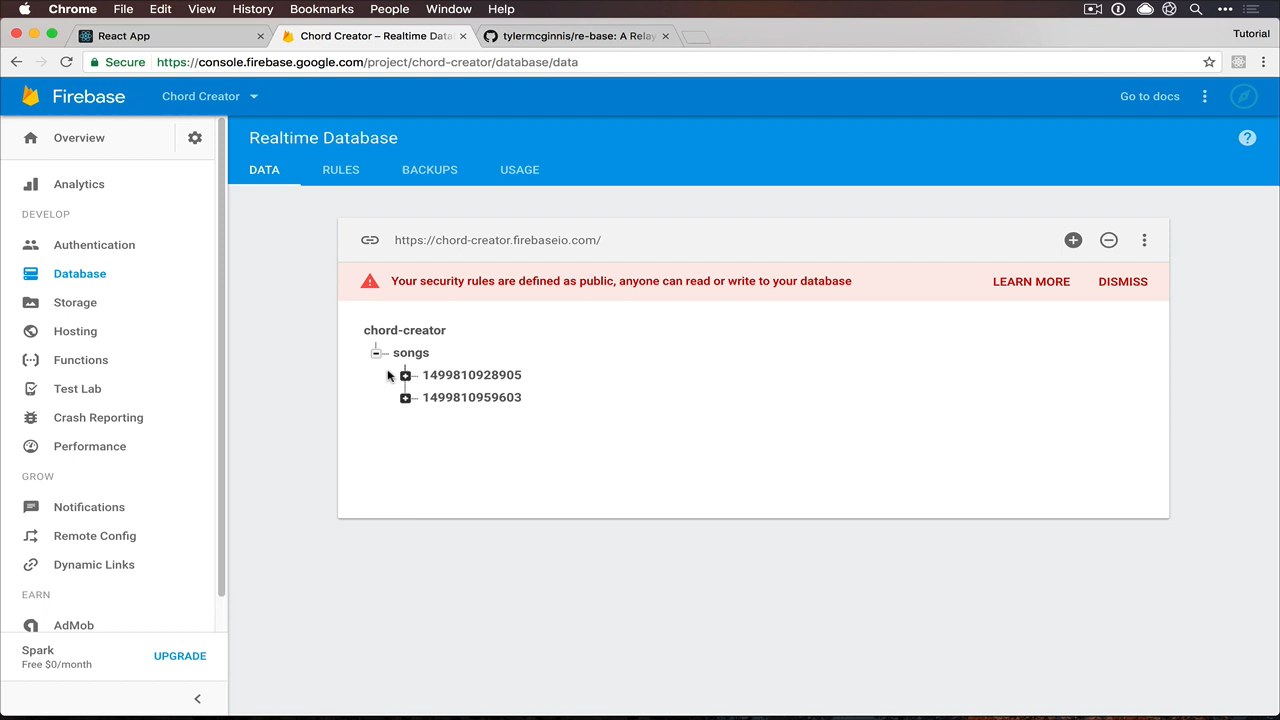 Chrome File Edit View History Bookmarks People Window Help
React App
Chord Creator – Realtime Data
tylermcginnis/re-base: A Relay
Tutorial
Secure https://console.firebase.google.com/project/chord-creator/database/data
Firebase
Chord Creator
Go to docs
Overview
Realtime Database
DATA RULES BACKUPS USAGE
Analytics
DEVELOP
Authentication
Database
Storage
Hosting
Functions
Test Lab
Crash Reporting
Performance
GROW
Notifications
Remote Config
Dynamic Links
EARN
AdMob
Spark
Free $0/month
UPGRADE
https://chord-creator.firebaseio.com/
Your security rules are defined as public, anyone can read or write to your database
LEARN MORE DISMISS
chord-creator
songs
1499810928905
1499810959603